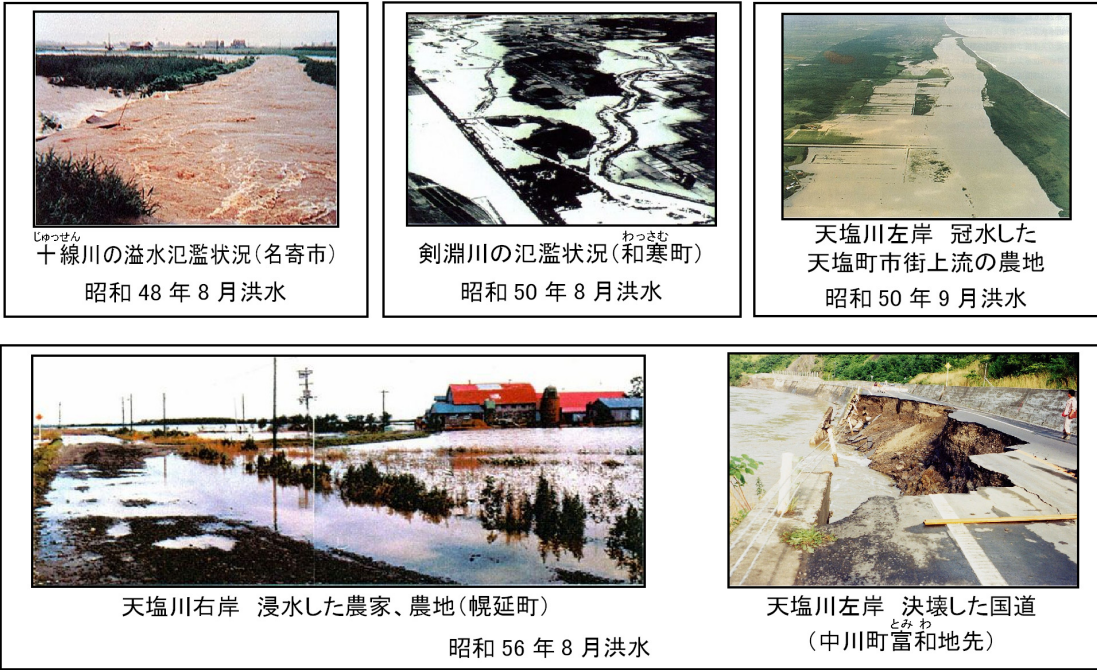 じゅっせん
十線川の溢水氾濫状況(名寄市)
昭和 48 年 8 月洪水
わっさむ
剣淵川の氾濫状況(和寒町)
昭和 50 年 8 月洪水
天塩川左岸 冠水した
天塩町市街上流の農地
昭和 50 年 9 月洪水
天塩川右岸 浸水した農家、農地(幌延町)
天塩川左岸 決壊した国道
とみ わ
(中川町富和地先)
昭和 56 年 8 月洪水